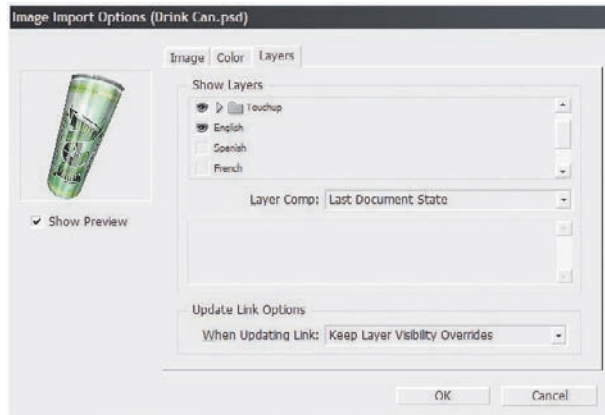 Image Import Options (Drink Can.psd)
Image Color Layers
Show Layers
Touchup
English
Spanish
French
Layer Comp: Last Document State
Show Preview
Update Link Options
When Updating Link: Keep Layer Visibility Overrides
OK Cancel